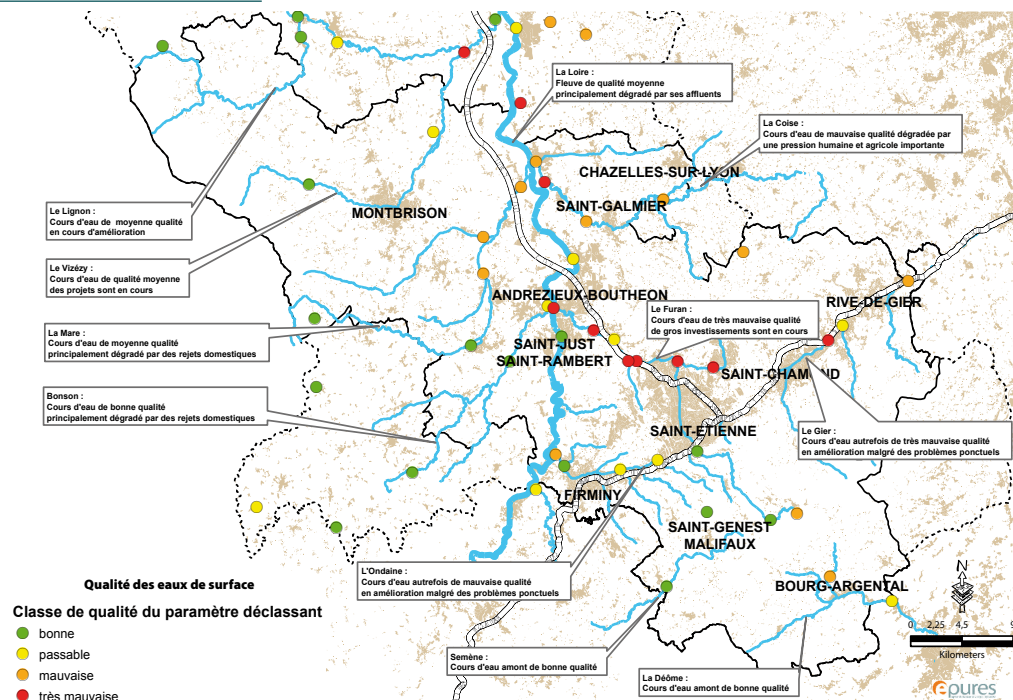 La Loire :
Fleuve de qualité moyenne
principalement dégradé par ses affluents
La Coise :
Cours d'eau de mauvaise qualité dégradée par
une pression humaine et agricole importante
CHAZELLES-SUR-LYON
SAINT-GALMIER
MONTBRISON
Le Lignon :
Cours d'eau de moyenne qualité
en cours d'amélioration
Le Vizézy :
Cours d'eau de qualité moyenne
des projets sont en cours
ANDREZIEUX-BOUTHEON
RIVE-DE-GIER
Le Furan :
Cours d'eau de très mauvaise qualité
de gros investissements sont en cours
La Mare :
Cours d'eau de moyenne qualité
principalement dégradé par des rejets domestiques
SAINT-JUST
SAINT-RAMBERT
SAINT-CHAMOND
Bonson :
Cours d'eau de bonne qualité
principalement dégradé par des rejets domestiques
SAINT-ETIENNE
Le Gier :
Cours d'eau autrefois de très mauvaise qualité
en amélioration malgré des problèmes ponctuels
FIRMINY
SAINT-GENEST
MALIFAUX
L'Ondaine :
Cours d'eau autrefois de mauvaise qualité
en amélioration malgré des problèmes ponctuels
BOURG-ARGENTAL
N
Qualité des eaux de surface
Classe de qualité du paramètre déclassant
bonne
passable
mauvaise
très mauvaise
Semène :
Cours d'eau amont de bonne qualité
La Déôme :
Cours d'eau amont de bonne qualité
0 2,25 4,5 9
Kilometers
épures